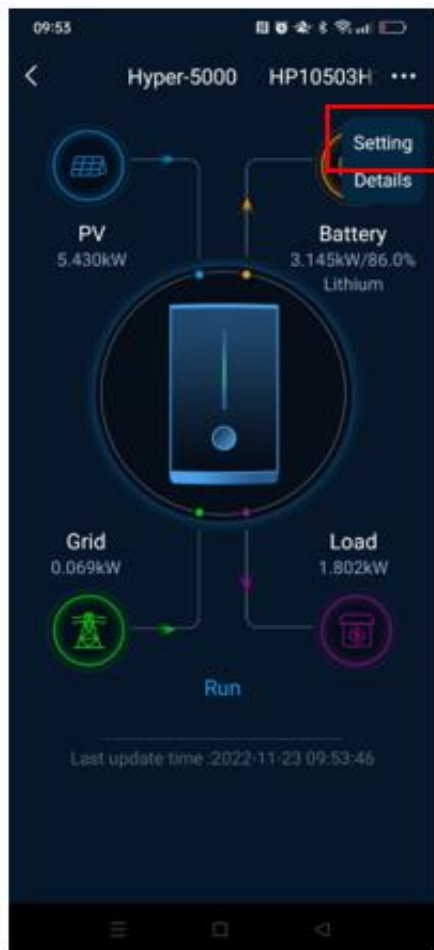 09:53
Hyper-5000 HP10503H
Setting
Details
PV
5.430kW
Battery
3.145kW/86.0%
Lithium
Grid
0.069kW
Load
1.802kW
Run
Last update time :2022-11-23 09:53:46